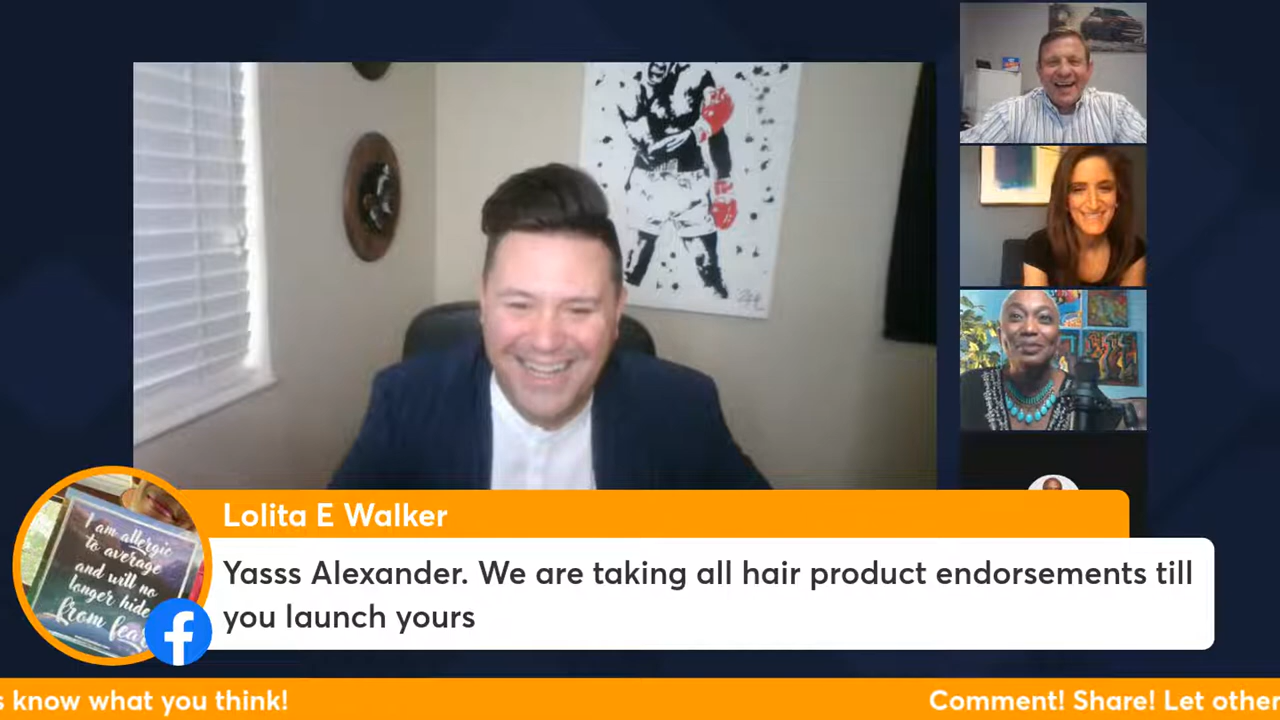 Lolita E Walker
Yasss Alexander. We are taking all hair product endorsements till
you launch yours
I am allergic
to average
and will no
longer hide
from fear
s know what you think!
Comment! Share! Let other